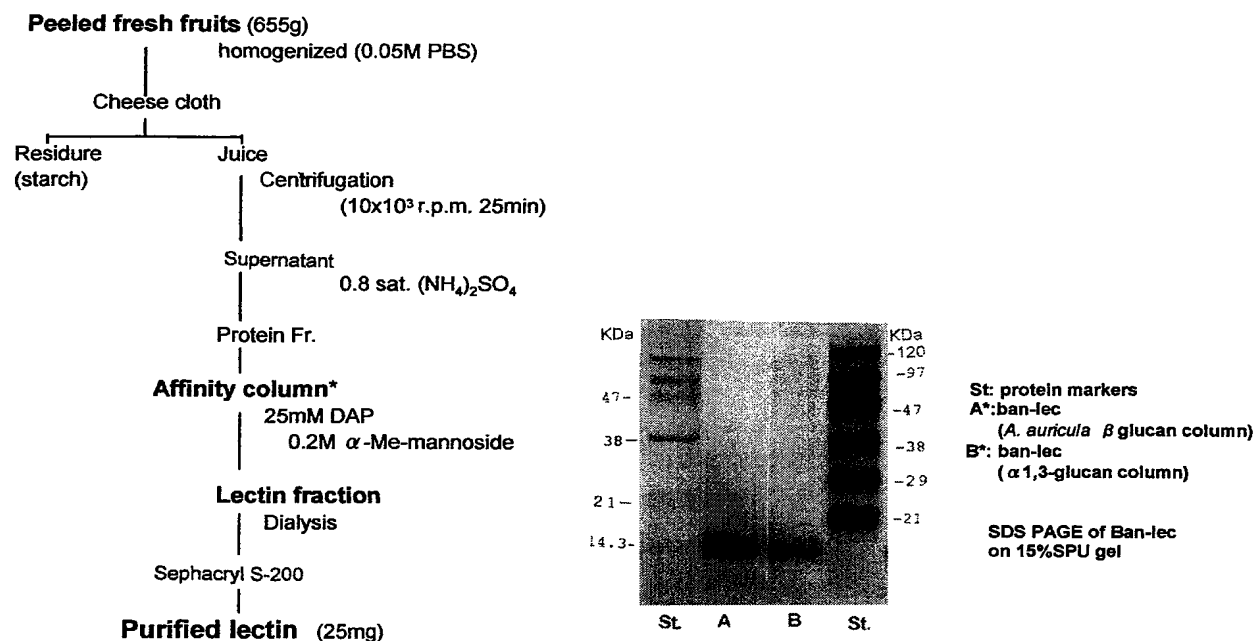 Peeled fresh fruits (655g)
homogenized (0.05M PBS)
Cheese cloth
Residure Juice
(starch) Centrifugation
(10x10³ r.p.m. 25min)
Supernatant
0.8 sat. (NH₄)₂SO₄
Protein Fr.
Affinity column*
25mM DAP
0.2M α-Me-mannoside
Lectin fraction
Dialysis
Sephacryl S-200
Purified lectin (25mg)
KDa
47-
38-
21-
14.3-
KDa
-120
-97
-47
-38
-29
-21
St. A B St.
St: protein markers
A*:ban-lec
(A. auricula β glucan column)
B*: ban-lec
(α1,3-glucan column)
SDS PAGE of Ban-lec
on 15%SPU gel